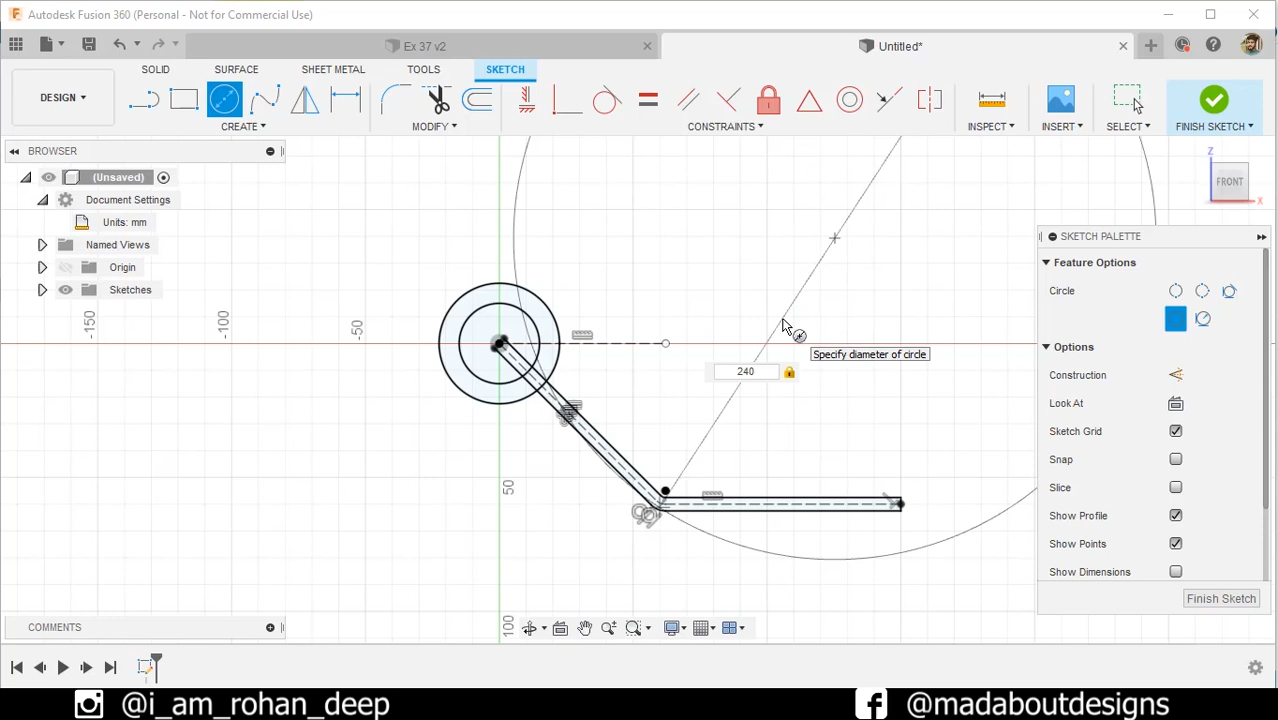 Autodesk Fusion 360 (Personal - Not for Commercial Use)
Ex 37 v2
Untitled*
DESIGN
SOLID
SURFACE
SHEET METAL
TOOLS
SKETCH
CREATE
MODIFY
CONSTRAINTS
INSPECT
INSERT
SELECT
FINISH SKETCH
BROWSER
(Unsaved)
Document Settings
Units: mm
Named Views
Origin
Sketches
-150
-100
-50
50
100
Z
FRONT
X
240
Specify diameter of circle
SKETCH PALETTE
Feature Options
Circle
Options
Construction
Look At
Sketch Grid
Snap
Slice
Show Profile
Show Points
Show Dimensions
Finish Sketch
COMMENTS
@i_am_rohan_deep
@madaboutdesigns